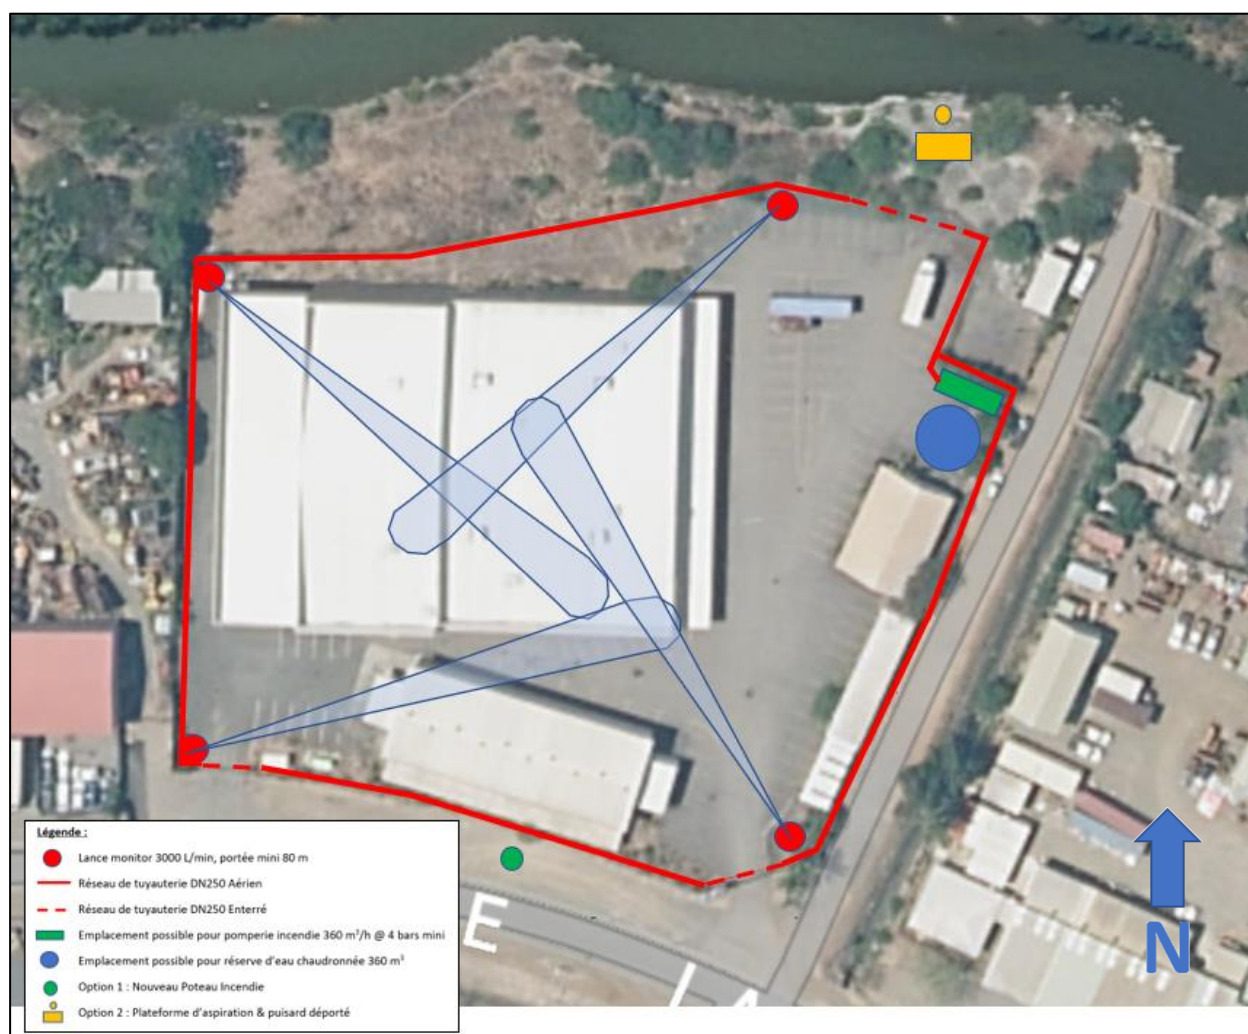 E
L A
N
Légende :
Lance monitor 3000 L/min, portée mini 80 m
Réseau de tuyauterie DN250 Aérien
Réseau de tuyauterie DN250 Enterré
Emplacement possible pour pomperie incendie 360 m³/h @ 4 bars mini
Emplacement possible pour réserve d'eau chaudronnée 360 m³
Option 1 : Nouveau Poteau Incendie
Option 2 : Plateforme d'aspiration & puisard déporté